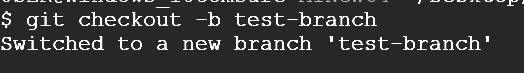 $ git checkout -b test-branch
Switched to a new branch 'test-branch'